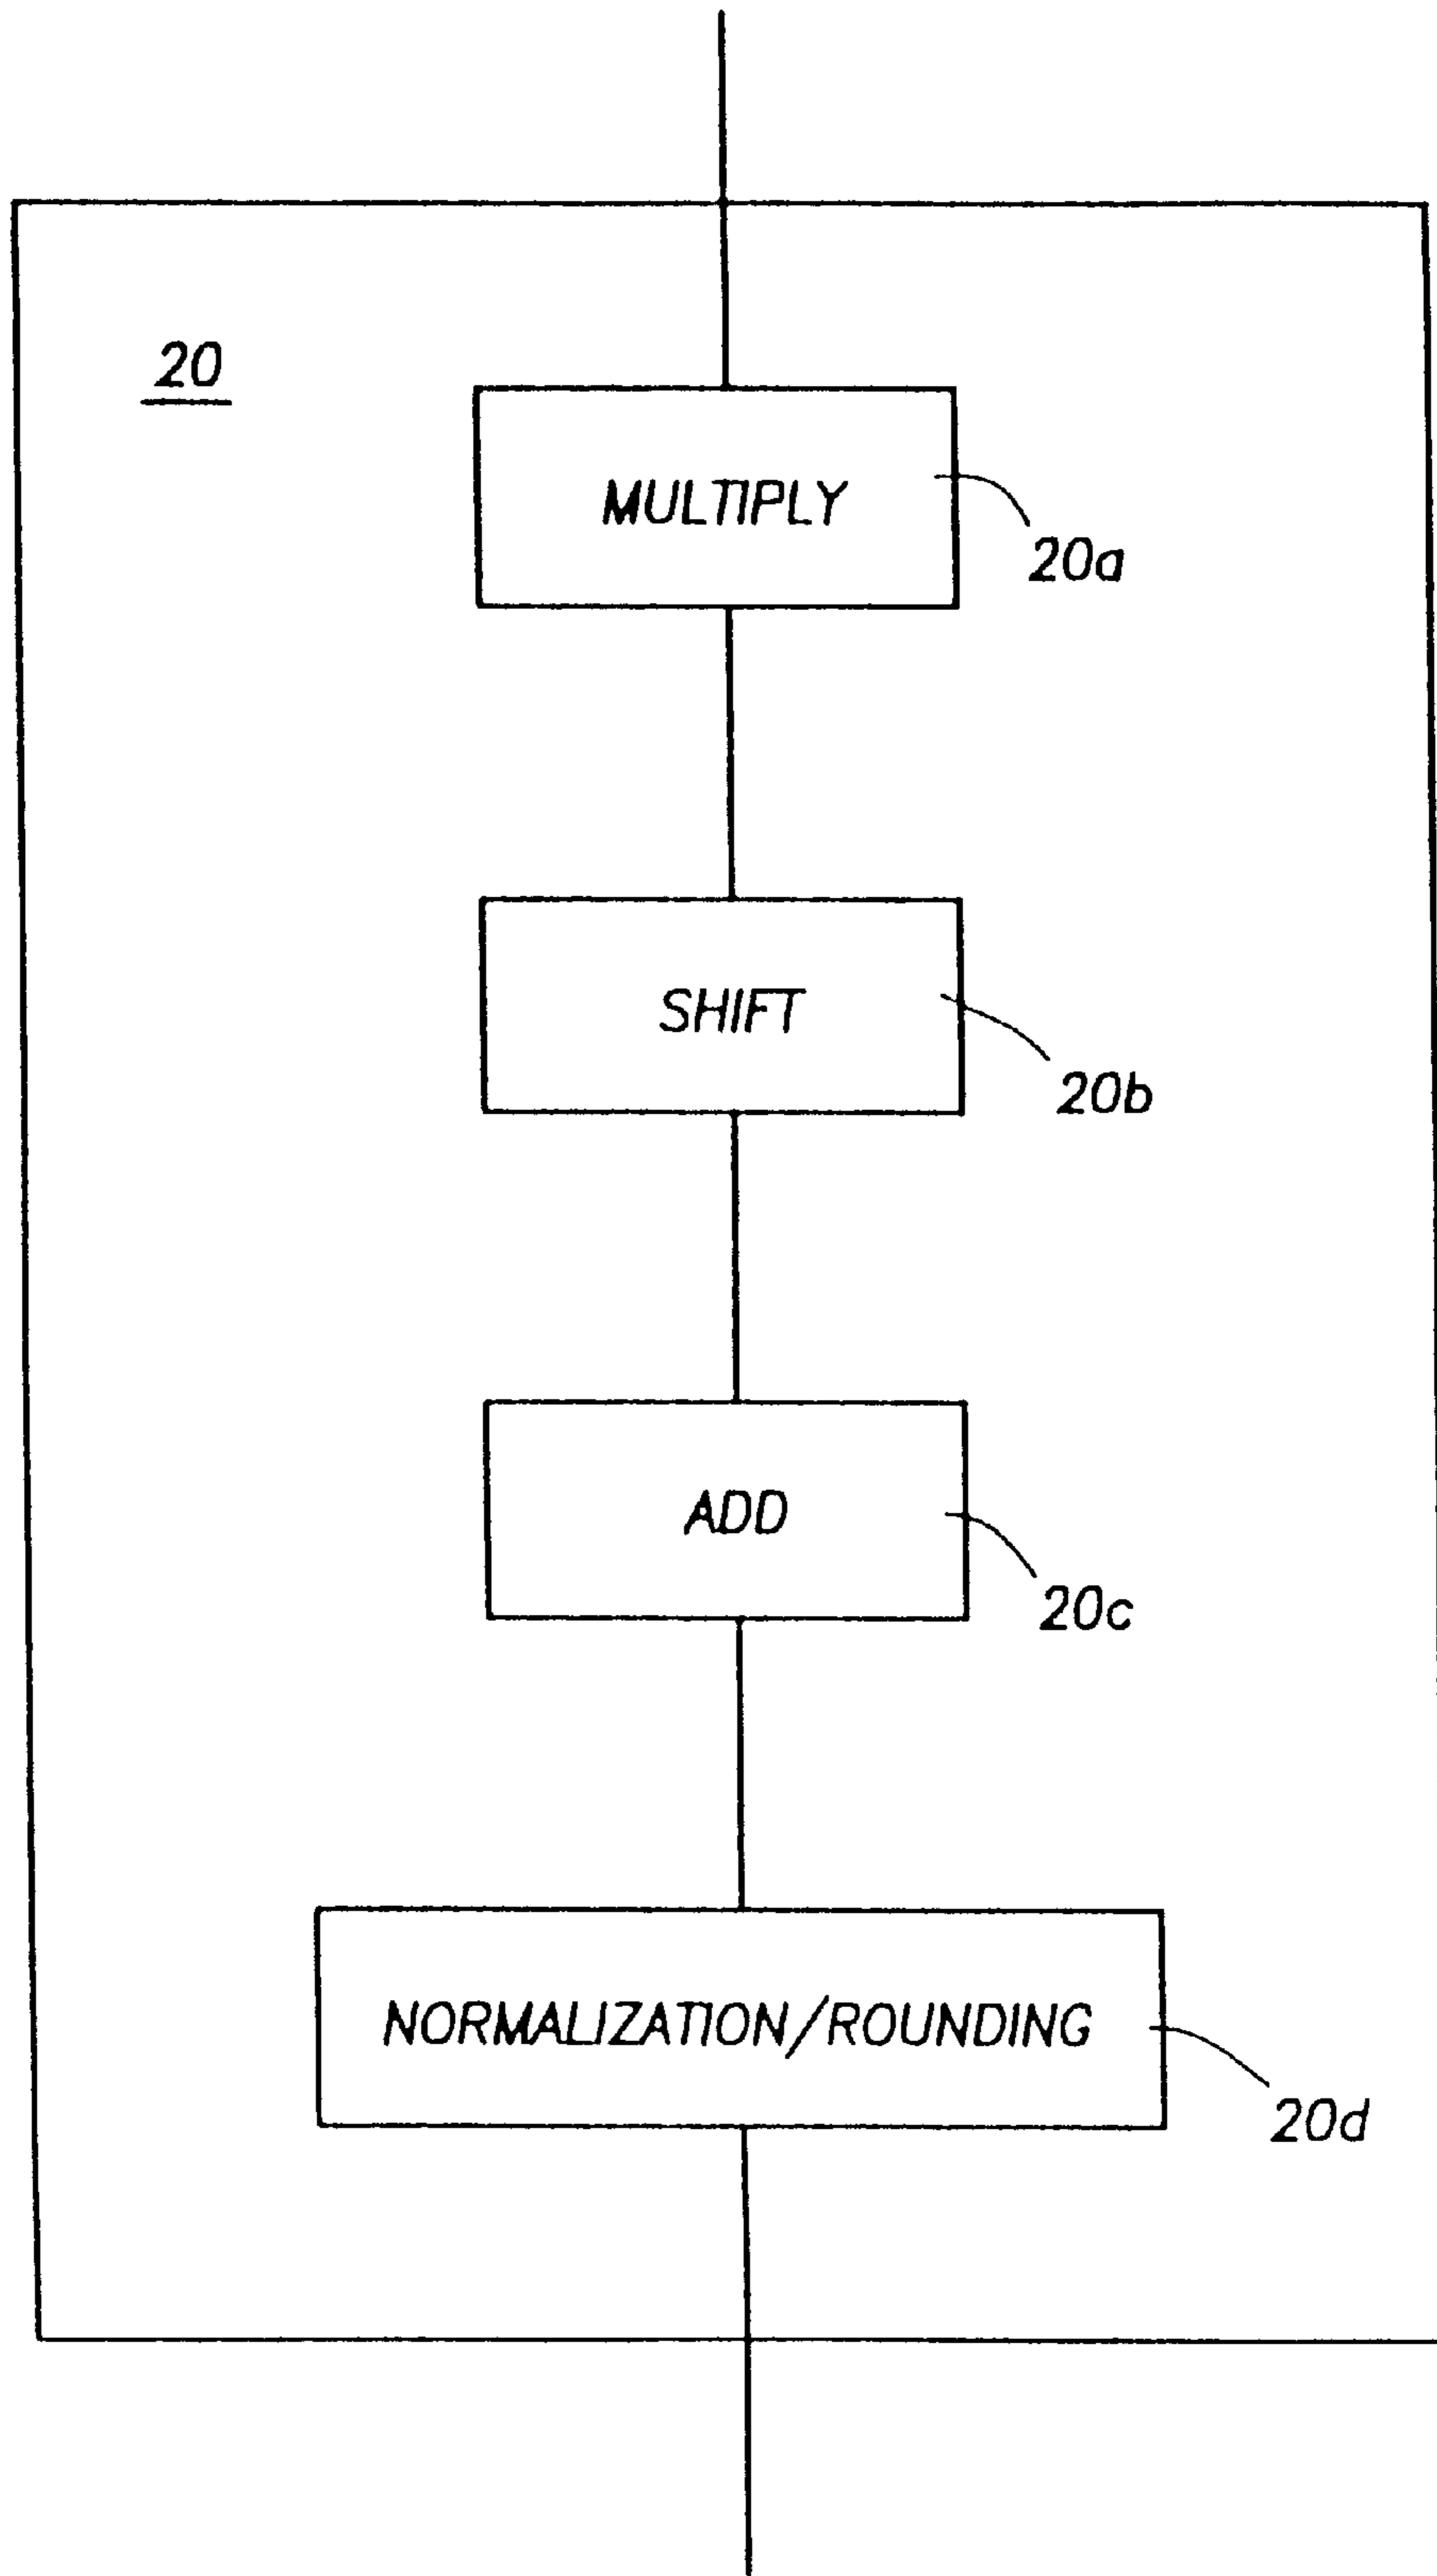 20
MULTIPLY
20a
SHIFT
20b
ADD
20c
NORMALIZATION/ROUNDING
20d